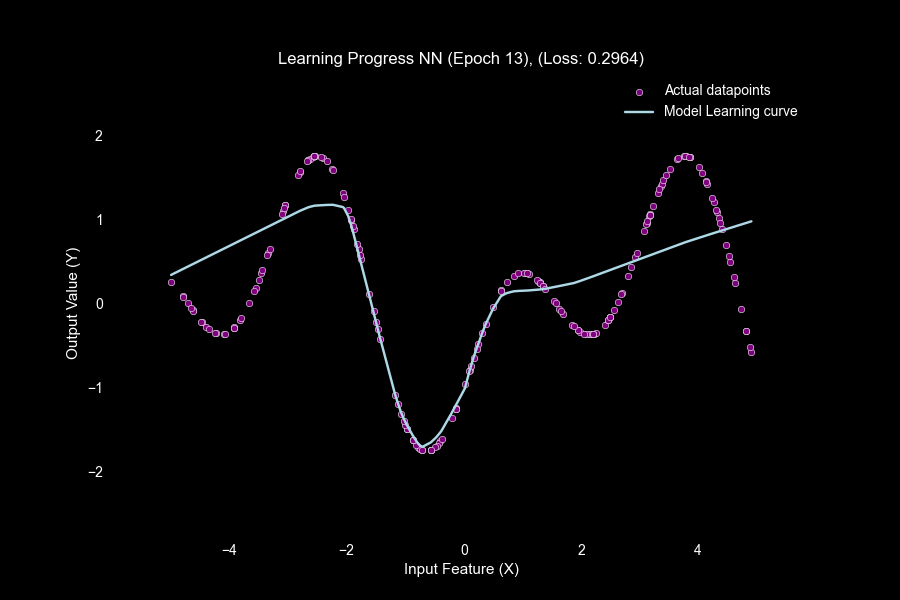 Learning Progress NN (Epoch 13), (Loss: 0.2964)
Actual datapoints
Model Learning curve
2
1
0
−1
−2
Output Value (Y)
−4
−2
0
2
4
Input Feature (X)